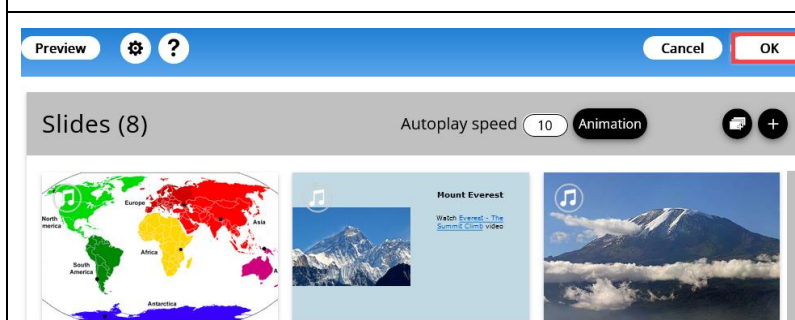 Preview ? Cancel OK
Slides (8) Autoplay speed 10 Animation +
Europe
North
merica
Asia
Africa
South
America
A
Antarctica
Mount Everest
Watch Everest - The
Summit Climb video